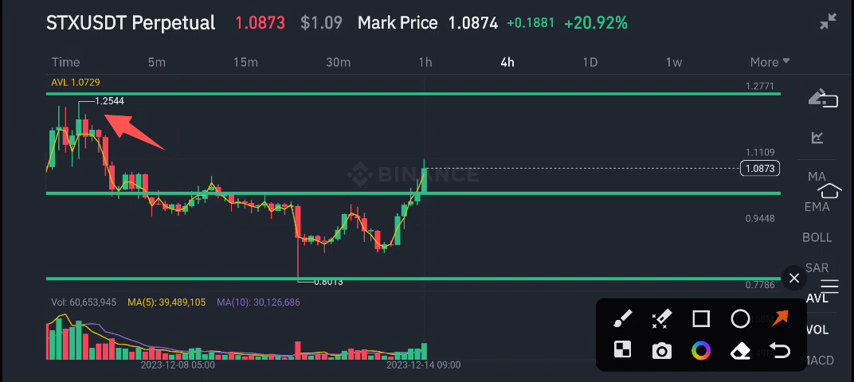 STXUSDT Perpetual 1.0873 $1.09 Mark Price 1.0874 +0.1881 +20.92%
Time 5m 15m 30m 1h 4h 1D 1w More
AVL 1.0729
1.2771
1.2544
1.1109
1.0873
BINANCE
MA
EMA
0.9448
BOLL
SAR
0.8013
0.7786
AVL
Vol: 60,653,945 MA(5): 39,489,105 MA(10): 30,126,686
VOL
MACD
2023-12-08 05:00 2023-12-14 09:00